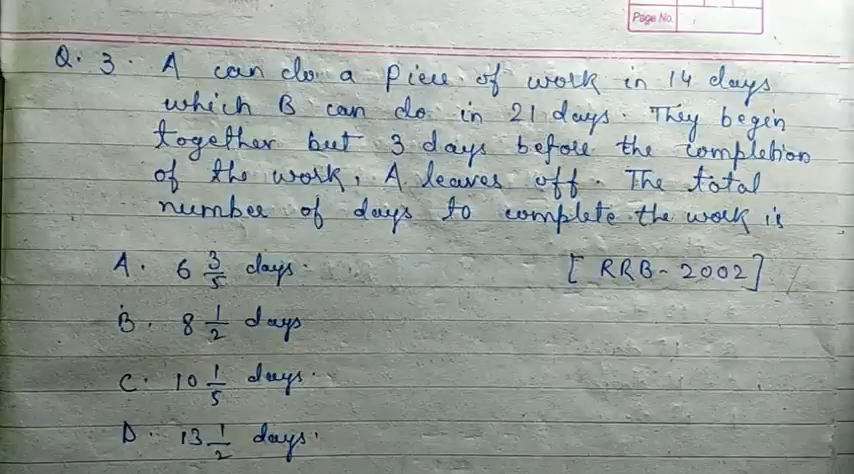 Page No.
Q. 3. A can do a piece of work in 14 days
which B can do in 21 days. They begin
together but 3 days before the completion
of the work, A leaves off. The total
number of days to complete the work is
A. 6 3/5 days. [RRB-2002]
B. 8 1/2 days
C. 10 1/5 days.
D. 13 1/2 days.